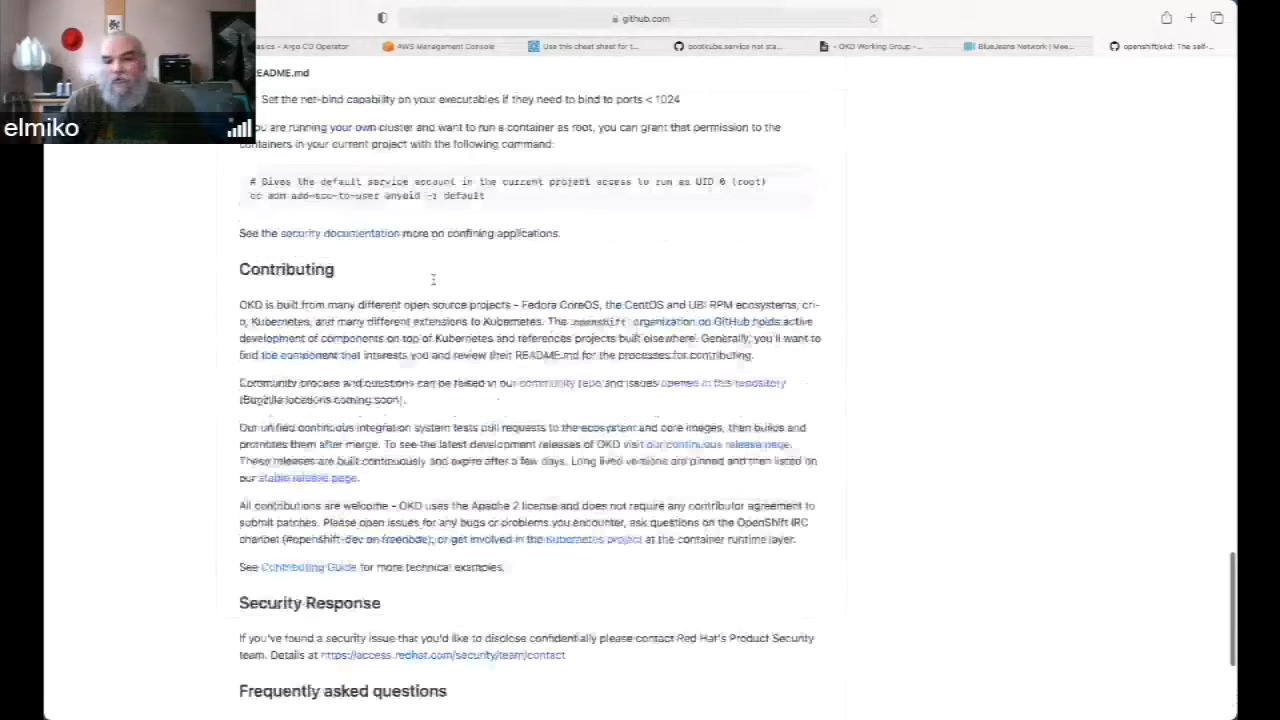 github.com
asics - Argo CD Operator
AWS Management Console
Use this cheat sheet for t...
bootkube.service not sta...
- OKD Working Group -...
BlueJeans Network | Mee...
openshift/okd: The self-...
elmiko
EADME.md
Set the net-bind capability on your executables if they need to bind to ports < 1024
ou are running your own cluster and want to run a container as root, you can grant that permission to the
containers in your current project with the following command:
# Gives the default service account in the current project access to run as UID 0 (root)
oc adm add-scc-to-user anyuid -z default
See the security documentation more on confining applications.
Contributing
OKD is built from many different open source projects - Fedora CoreOS, the CentOS and UBI RPM ecosystems, cri-
o, Kubernetes, and many different extensions to Kubernetes. The openshift organization on GitHub holds active
development of components on top of Kubernetes and references projects built elsewhere. Generally, you'll want to
find the component that interests you and review their README.md for the processes for contributing.
Community process and questions can be raised in our community repo and issues opened in this repository
(Bugzilla locations coming soon).
Our unified continuous integration system tests pull requests to the ecosystem and core images, then builds and
promotes them after merge. To see the latest development releases of OKD visit our continuous release page.
These releases are built continuously and expire after a few days. Long lived versions are pinned and then listed on
our stable release page.
All contributions are welcome - OKD uses the Apache 2 license and does not require any contributor agreement to
submit patches. Please open issues for any bugs or problems you encounter, ask questions on the OpenShift IRC
channel (#openshift-dev on freenode), or get involved in the Kubernetes project at the container runtime layer.
See Contributing Guide for more technical examples.
Security Response
If you've found a security issue that you'd like to disclose confidentially please contact Red Hat's Product Security
team. Details at https://access.redhat.com/security/team/contact
Frequently asked questions